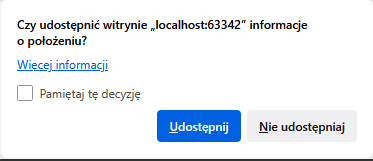 Czy udostępnić witrynie „localhost:63342” informacje
o położeniu?
Więcej informacji
Pamiętaj tę decyzję
Udostępnij
Nie udostępniaj